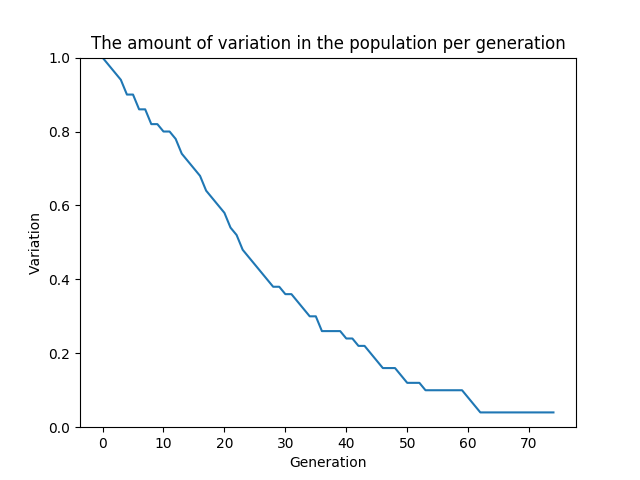 The amount of variation in the population per generation
1.0
0.8
0.6
0.4
0.2
0.0
Variation
0 10 20 30 40 50 60 70
Generation